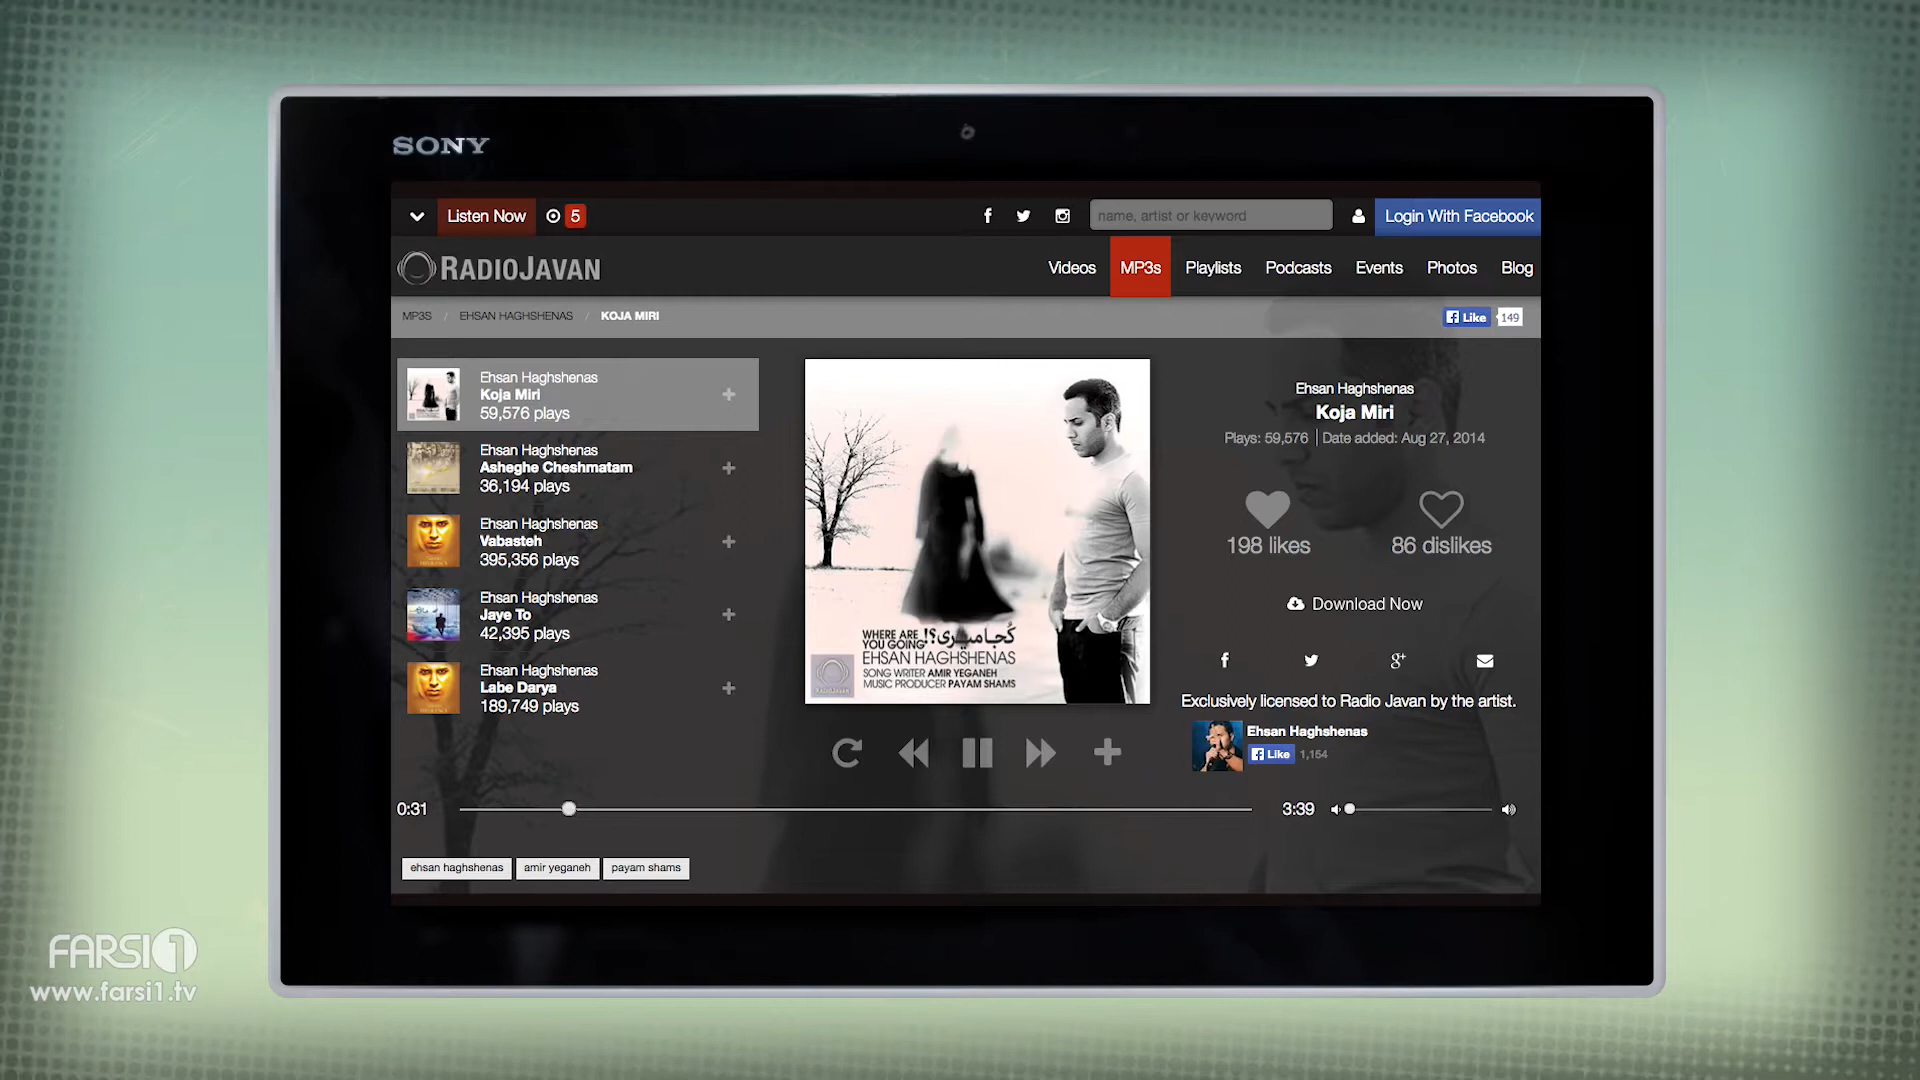 SONY
Listen Now 5
name, artist or keyword
Login With Facebook
RADIOJAVAN
Videos MP3s Playlists Podcasts Events Photos Blog
MP3S / EHSAN HAGHSHENAS / KOJA MIRI
Like 149
Ehsan Haghshenas
Koja Miri
59,576 plays
Ehsan Haghshenas
Asheghe Cheshmatam
36,194 plays
Ehsan Haghshenas
Vabasteh
395,356 plays
Ehsan Haghshenas
Jaye To
42,395 plays
Ehsan Haghshenas
Labe Darya
189,749 plays
WHERE ARE
YOU GOING
کُجا میری؟!
EHSAN HAGHSHENAS
SONG WRITER AMIR YEGANEH
MUSIC PRODUCER PAYAM SHAMS
RADIOJAVAN
Ehsan Haghshenas
Koja Miri
Plays: 59,576 | Date added: Aug 27, 2014
198 likes
86 dislikes
Download Now
Exclusively licensed to Radio Javan by the artist.
Ehsan Haghshenas
Like 1,154
0:31
3:39
ehsan haghshenas amir yeganeh payam shams
FARSI1
www.farsi1.tv